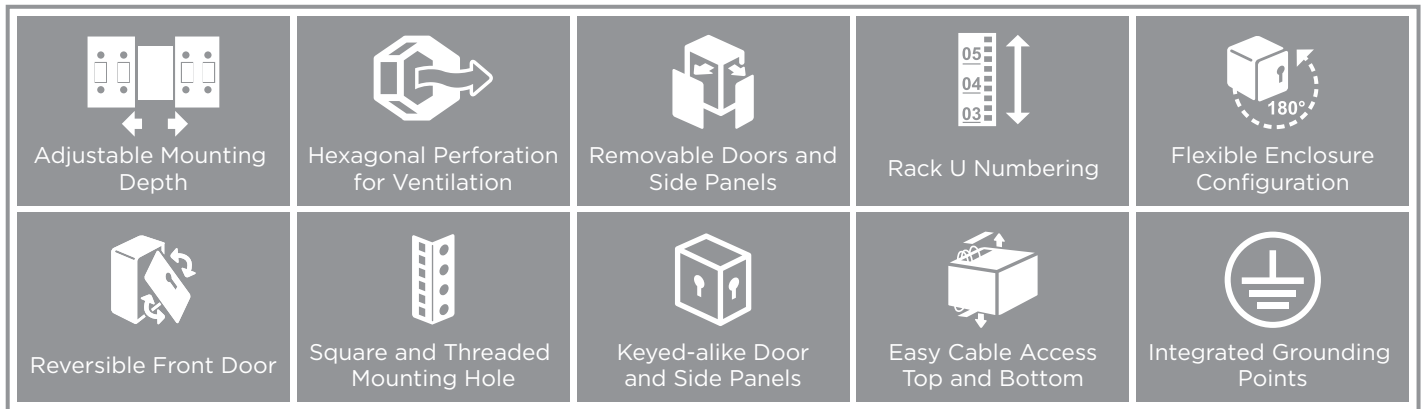 Adjustable Mounting
Depth
Hexagonal Perforation
for Ventilation
Removable Doors and
Side Panels
05
04
03
Rack U Numbering
180°
Flexible Enclosure
Configuration
Reversible Front Door
Square and Threaded
Mounting Hole
Keyed-alike Door
and Side Panels
Easy Cable Access
Top and Bottom
Integrated Grounding
Points